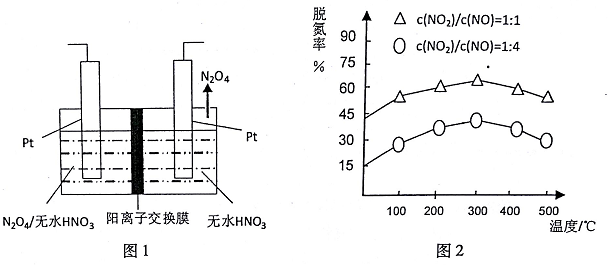 N₂O₄
Pt
Pt
N₂O₄/无水HNO₃
阳离子交换膜
无水HNO₃
图1
脱氮率
%
c(NO₂)/c(NO)=1:1
c(NO₂)/c(NO)=1:4
90
75
60
45
30
15
100 200 300 400 500
温度/℃
图2